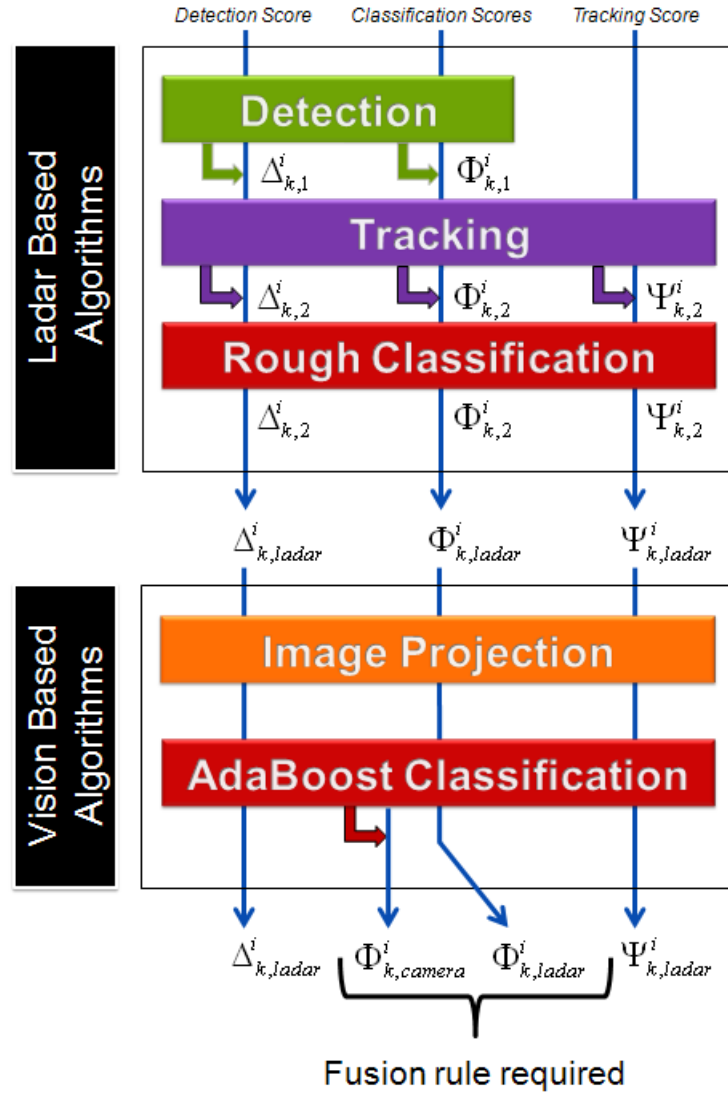 Detection Score Classification Scores Tracking Score
Ladar Based
Algorithms
Detection
Δ^i_{k,1} Φ^i_{k,1}
Tracking
Δ^i_{k,2} Φ^i_{k,2} Ψ^i_{k,2}
Rough Classification
Δ^i_{k,2} Φ^i_{k,2} Ψ^i_{k,2}
Δ^i_{k,ladar} Φ^i_{k,ladar} Ψ^i_{k,ladar}
Vision Based
Algorithms
Image Projection
AdaBoost Classification
Δ^i_{k,ladar} Φ^i_{k,camera} Φ^i_{k,ladar} Ψ^i_{k,ladar}
Fusion rule required